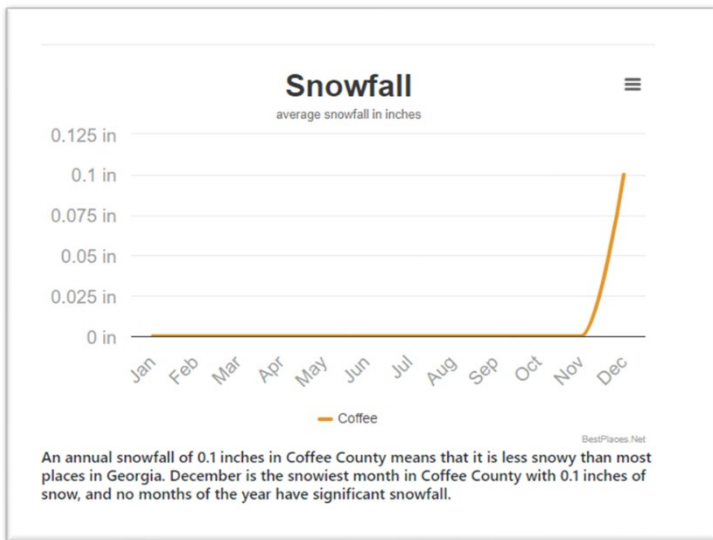 Snowfall
average snowfall in inches
0.125 in
0.1 in
0.075 in
0.05 in
0.025 in
0 in
Jan
Feb
Mar
Apr
May
Jun
Jul
Aug
Sep
Oct
Nov
Dec
Coffee
BestPlaces.Net
An annual snowfall of 0.1 inches in Coffee County means that it is less snowy than most
places in Georgia. December is the snowiest month in Coffee County with 0.1 inches of
snow, and no months of the year have significant snowfall.